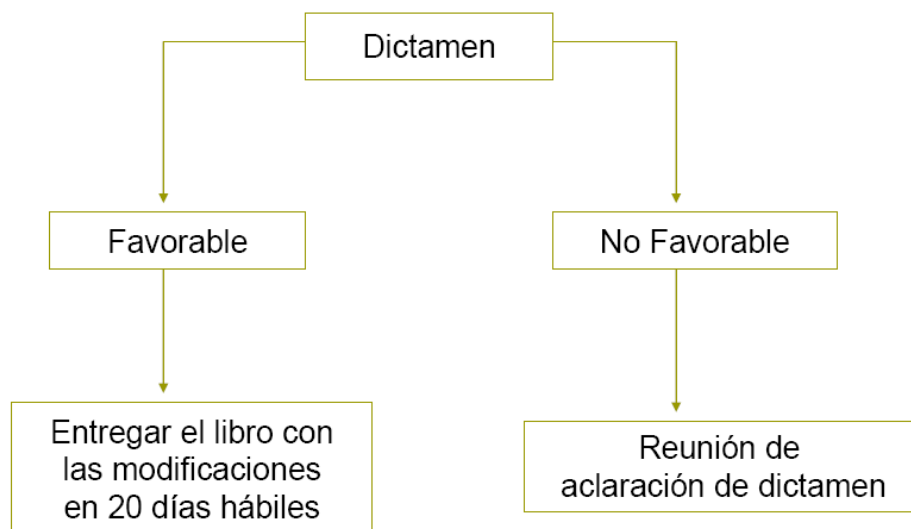 Dictamen
Favorable
No Favorable
Entregar el libro con
las modificaciones
en 20 días hábiles
Reunión de
aclaración de dictamen